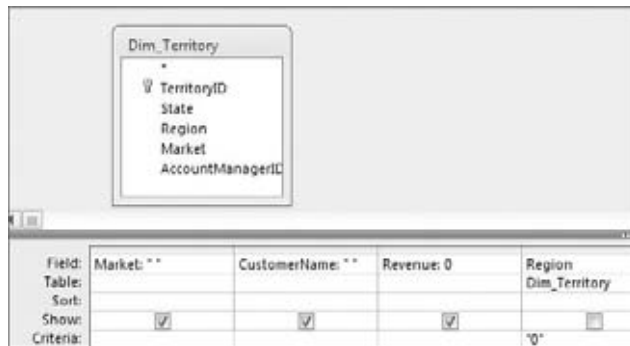 Dim_Territory
*
TerritoryID
State
Region
Market
AccountManagerID
Field: Market: " " CustomerName: " " Revenue: 0 Region
Table: Dim_Territory
Sort:
Show:
Criteria: "0"